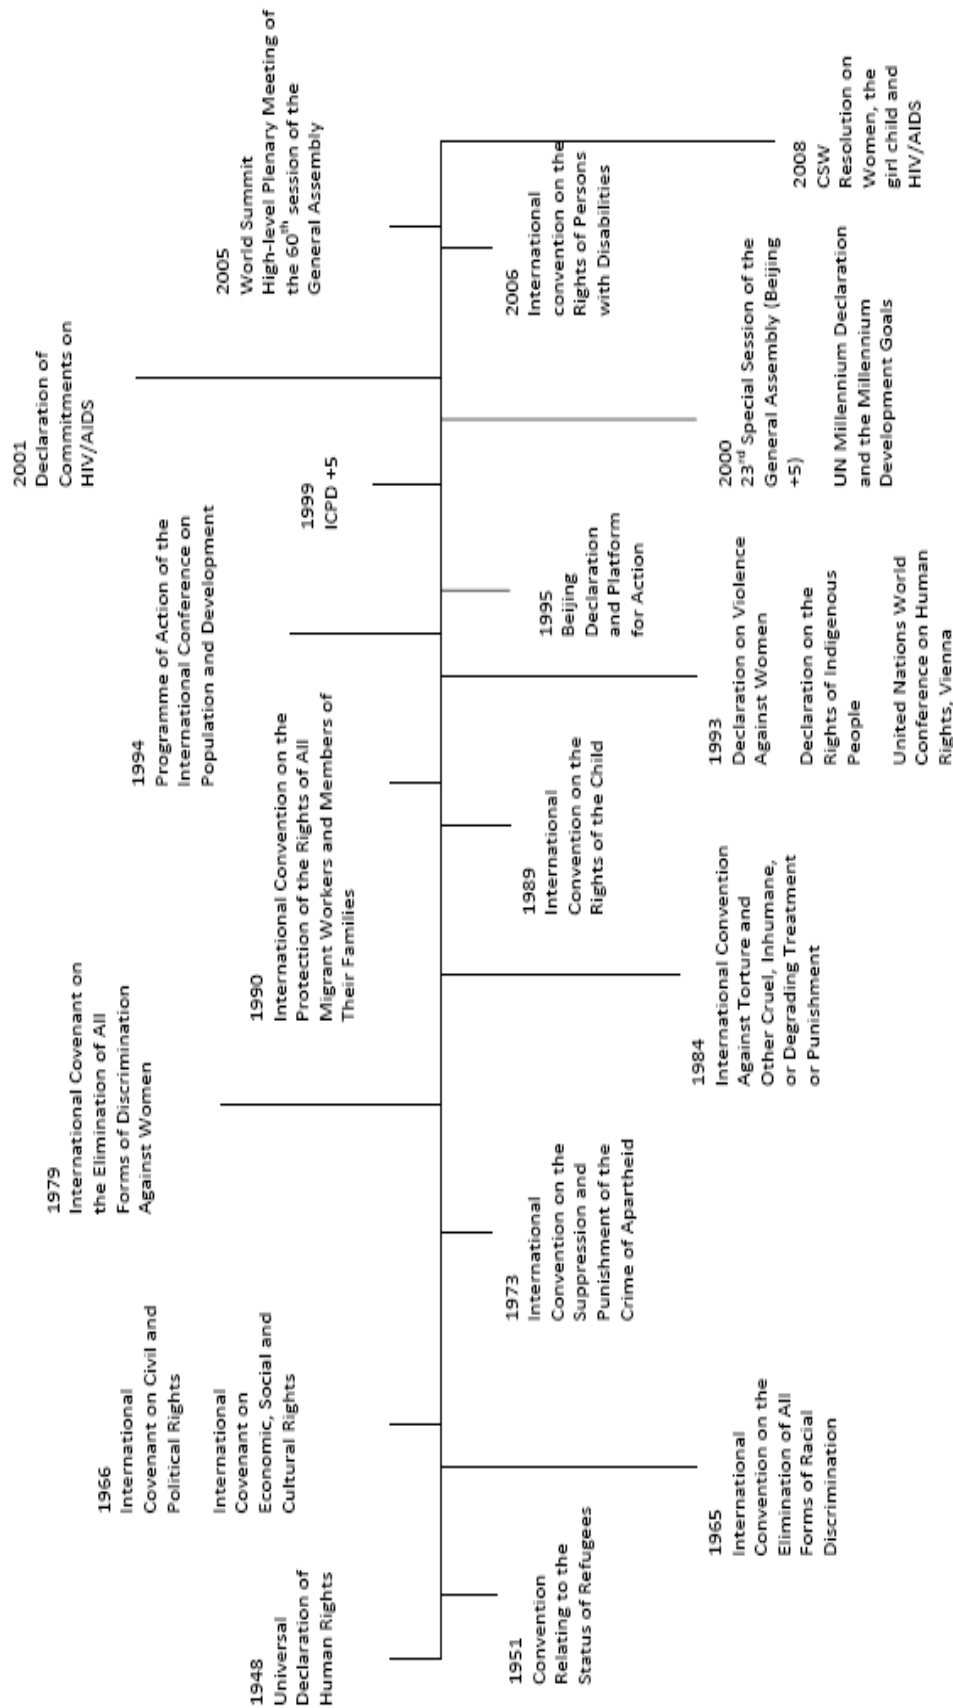 1948
Universal
Declaration of
Human Rights
1951
Convention
Relating to the
Status of Refugees
1965
International
Convention on the
Elimination of All
Forms of Racial
Discrimination
1966
International
Covenant on Civil and
Political Rights
International
Covenant on
Economic, Social and
Cultural Rights
1973
International
Convention on the
Suppression and
Punishment of the
Crime of Apartheid
1979
International Covenant on
the Elimination of All
Forms of Discrimination
Against Women
1984
International Convention
Against Torture and
Other Cruel, Inhumane,
or Degrading Treatment
or Punishment
1989
International
Convention on the
Rights of the Child
1990
International Convention on the
Protection of the Rights of All
Migrant Workers and Members of
Their Families
1993
Declaration on Violence
Against Women
Declaration on the
Rights of Indigenous
People
United Nations World
Conference on Human
Rights, Vienna
1994
Programme of Action of the
International Conference on
Population and Development
1995
Beijing
Declaration
and Platform
for Action
1999
ICPD +5
2000
23rd Special Session of the
General Assembly (Beijing
+5)
UN Millennium Declaration
and the Millennium
Development Goals
2001
Declaration of
Commitments on
HIV/AIDS
2005
World Summit
High-level Plenary Meeting of
the 60th session of the
General Assembly
2006
International
convention on the
Rights of Persons
with Disabilities
2008
CSW
Resolution on
Women, the
girl child and
HIV/AIDS